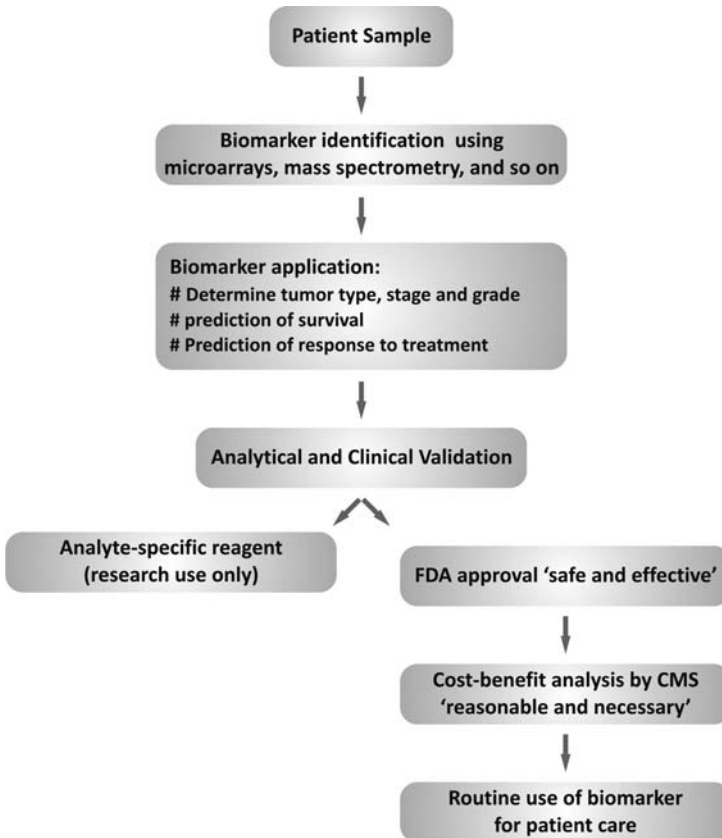 Patient Sample
Biomarker identification using
microarrays, mass spectrometry, and so on
Biomarker application:
# Determine tumor type, stage and grade
# prediction of survival
# Prediction of response to treatment
Analytical and Clinical Validation
Analyte-specific reagent
(research use only)
FDA approval ‘safe and effective’
Cost-benefit analysis by CMS
‘reasonable and necessary’
Routine use of biomarker
for patient care